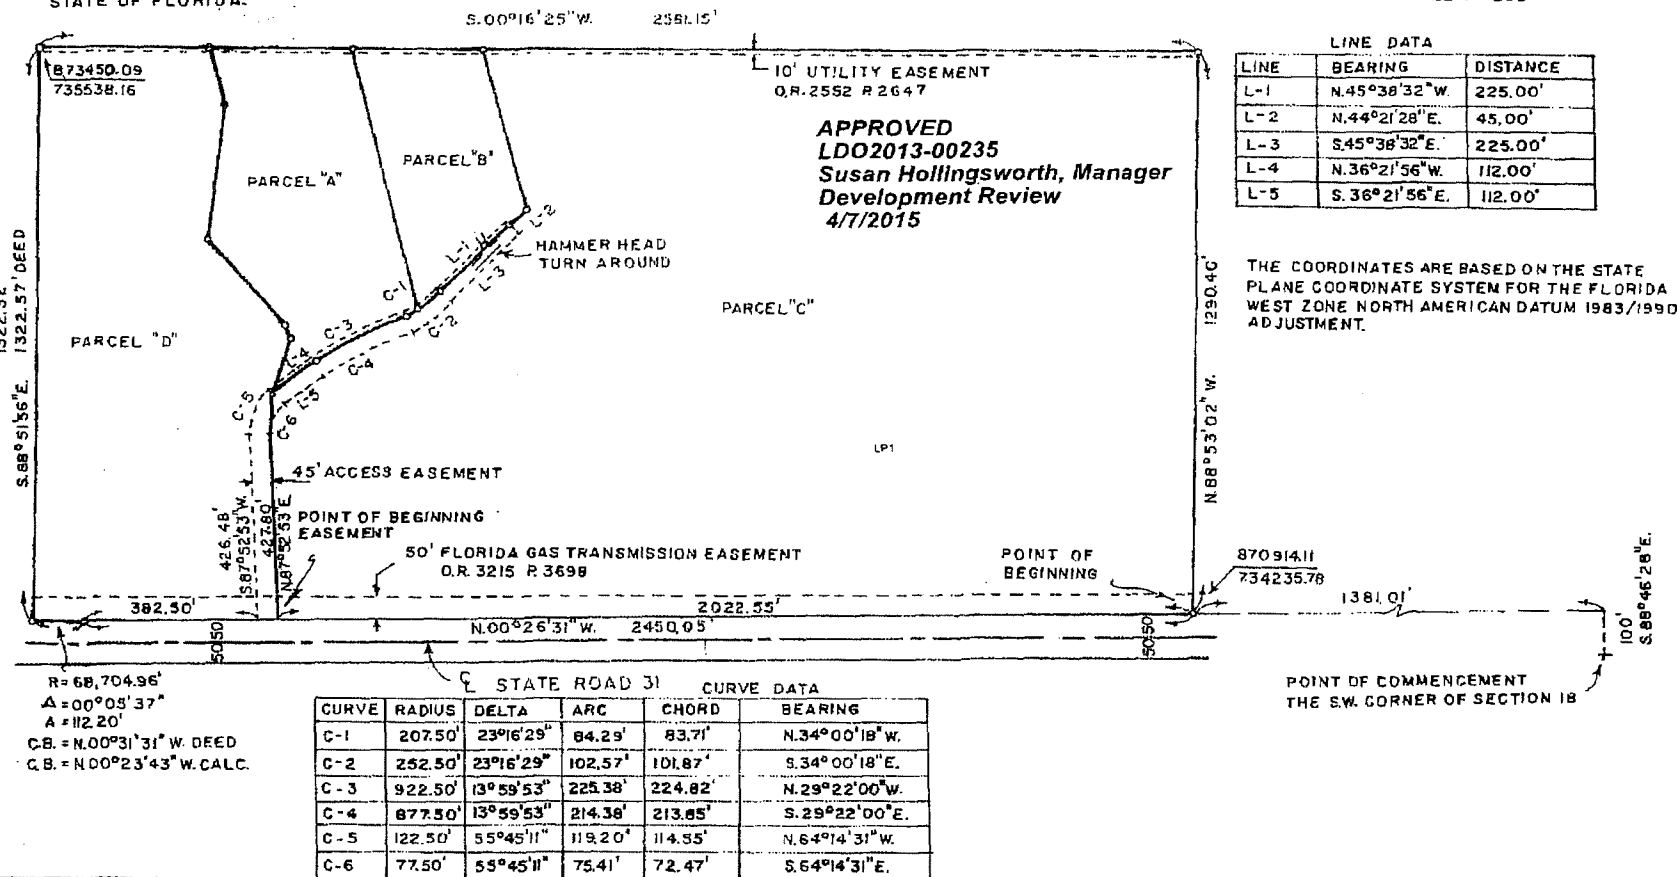 STATE OF FLORIDA.
S.00°16'25"W. 2561.15'
873450.09
735538.16
10' UTILITY EASEMENT
O.R. 2552 P. 2647
APPROVED
LDO2013-00235
Susan Hollingsworth, Manager
Development Review
4/7/2015
LINE DATA
LINE BEARING DISTANCE
L-1 N.45°38'32"W. 225.00'
L-2 N.44°21'28"E. 45.00'
L-3 S.45°38'32"E. 225.00'
L-4 N.36°21'56"W. 112.00'
L-5 S.36°21'56"E. 112.00'
THE COORDINATES ARE BASED ON THE STATE
PLANE COORDINATE SYSTEM FOR THE FLORIDA
WEST ZONE NORTH AMERICAN DATUM 1983/1990
ADJUSTMENT.
PARCEL "A"
PARCEL "B"
PARCEL "C"
PARCEL "D"
HAMMER HEAD
TURN AROUND
L-1
L-2
L-3
C-1
C-2
C-3
C-4
L-4
L-5
C-5
C-6
LP1
S.88°51'56"E. 1322.57' DEED
N.88°53'02"W. 1290.40'
45' ACCESS EASEMENT
426.48'
S.87°52'53"W.
427.80'
N.87°52'53"E.
POINT OF BEGINNING
EASEMENT
50' FLORIDA GAS TRANSMISSION EASEMENT
O.R. 3215 P. 3698
POINT OF
BEGINNING
870914.11
734235.78
1381.01'
100'
S.88°46'28"E.
382.50'
2022.55'
N.00°26'31"W. 2450.05'
50.50
50.50
STATE ROAD 31
POINT OF COMMENCEMENT
THE S.W. CORNER OF SECTION 18
R= 68,704.96'
Δ = 00°05'37"
A = 112.20'
C.B. = N.00°31'31"W. DEED
C.B. = N.00°23'43"W. CALC.
CURVE DATA
CURVE RADIUS DELTA ARC CHORD BEARING
C-1 207.50' 23°16'29" 84.29' 83.71' N.34°00'18"W.
C-2 252.50' 23°16'29" 102.57' 101.87' S.34°00'18"E.
C-3 922.50' 13°59'53" 225.38' 224.82' N.29°22'00"W.
C-4 877.50' 13°59'53" 214.38' 213.85' S.29°22'00"E.
C-5 122.50' 55°45'11" 119.20' 114.55' N.64°14'31"W.
C-6 77.50' 55°45'11" 75.41' 72.47' S.64°14'31"E.